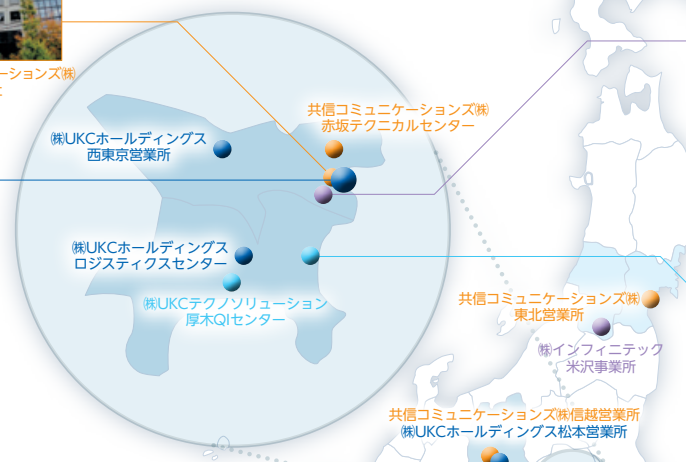 ーションズ㈱
共信コミュニケーションズ㈱
赤坂テクニカルセンター
㈱UKCホールディングス
西東京営業所
㈱UKCホールディングス
ロジスティクスセンター
㈱UKCテクノソリューション
厚木QIセンター
共信コミュニケーションズ㈱
東北営業所
㈱インフィニテック
米沢事業所
共信コミュニケーションズ㈱信越営業所
㈱UKCホールディングス松本営業所